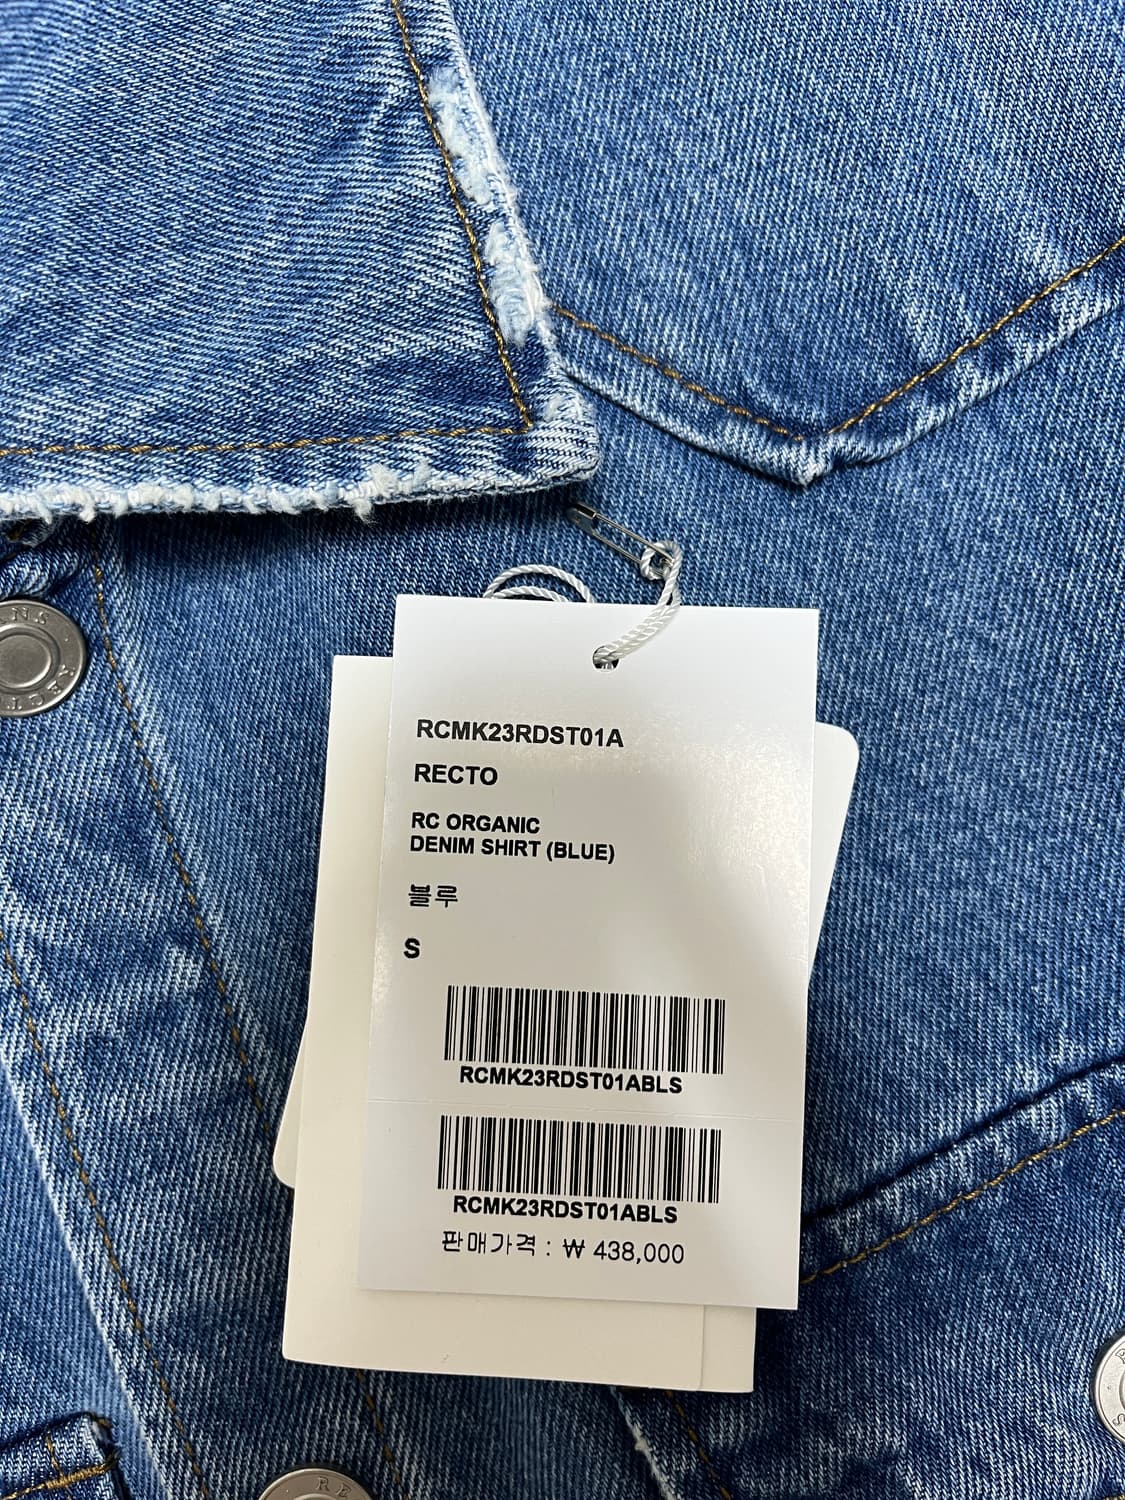 RCMK23RDST01A
RECTO
RC ORGANIC
DENIM SHIRT (BLUE)
블루
S
RCMK23RDST01ABLS
RCMK23RDST01ABLS
판매가격 : ₩ 438,000